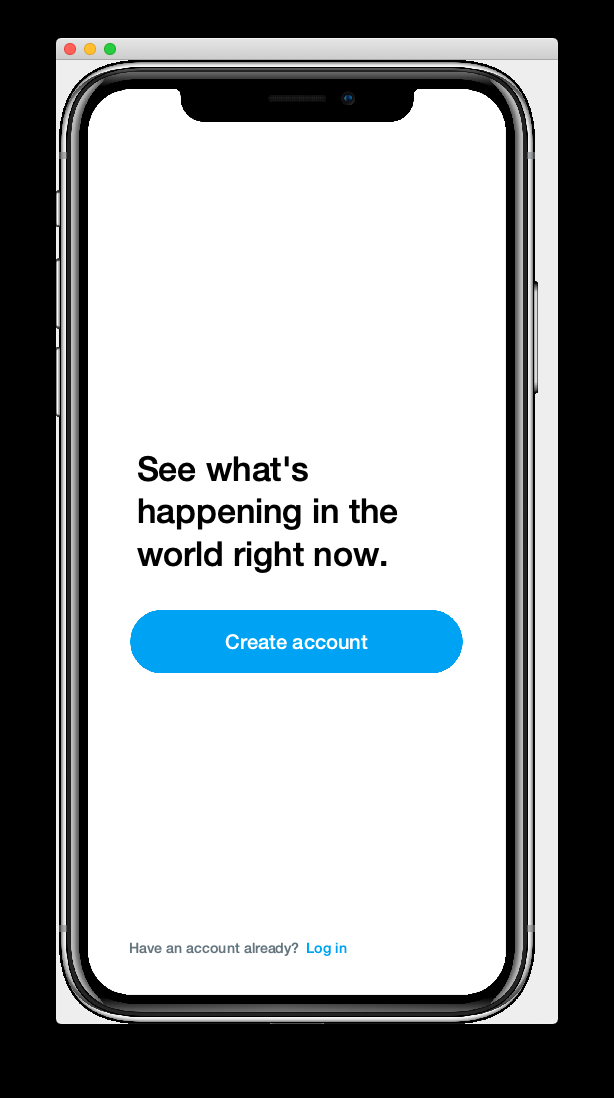 See what's
happening in the
world right now.
Create account
Have an account already? Log in